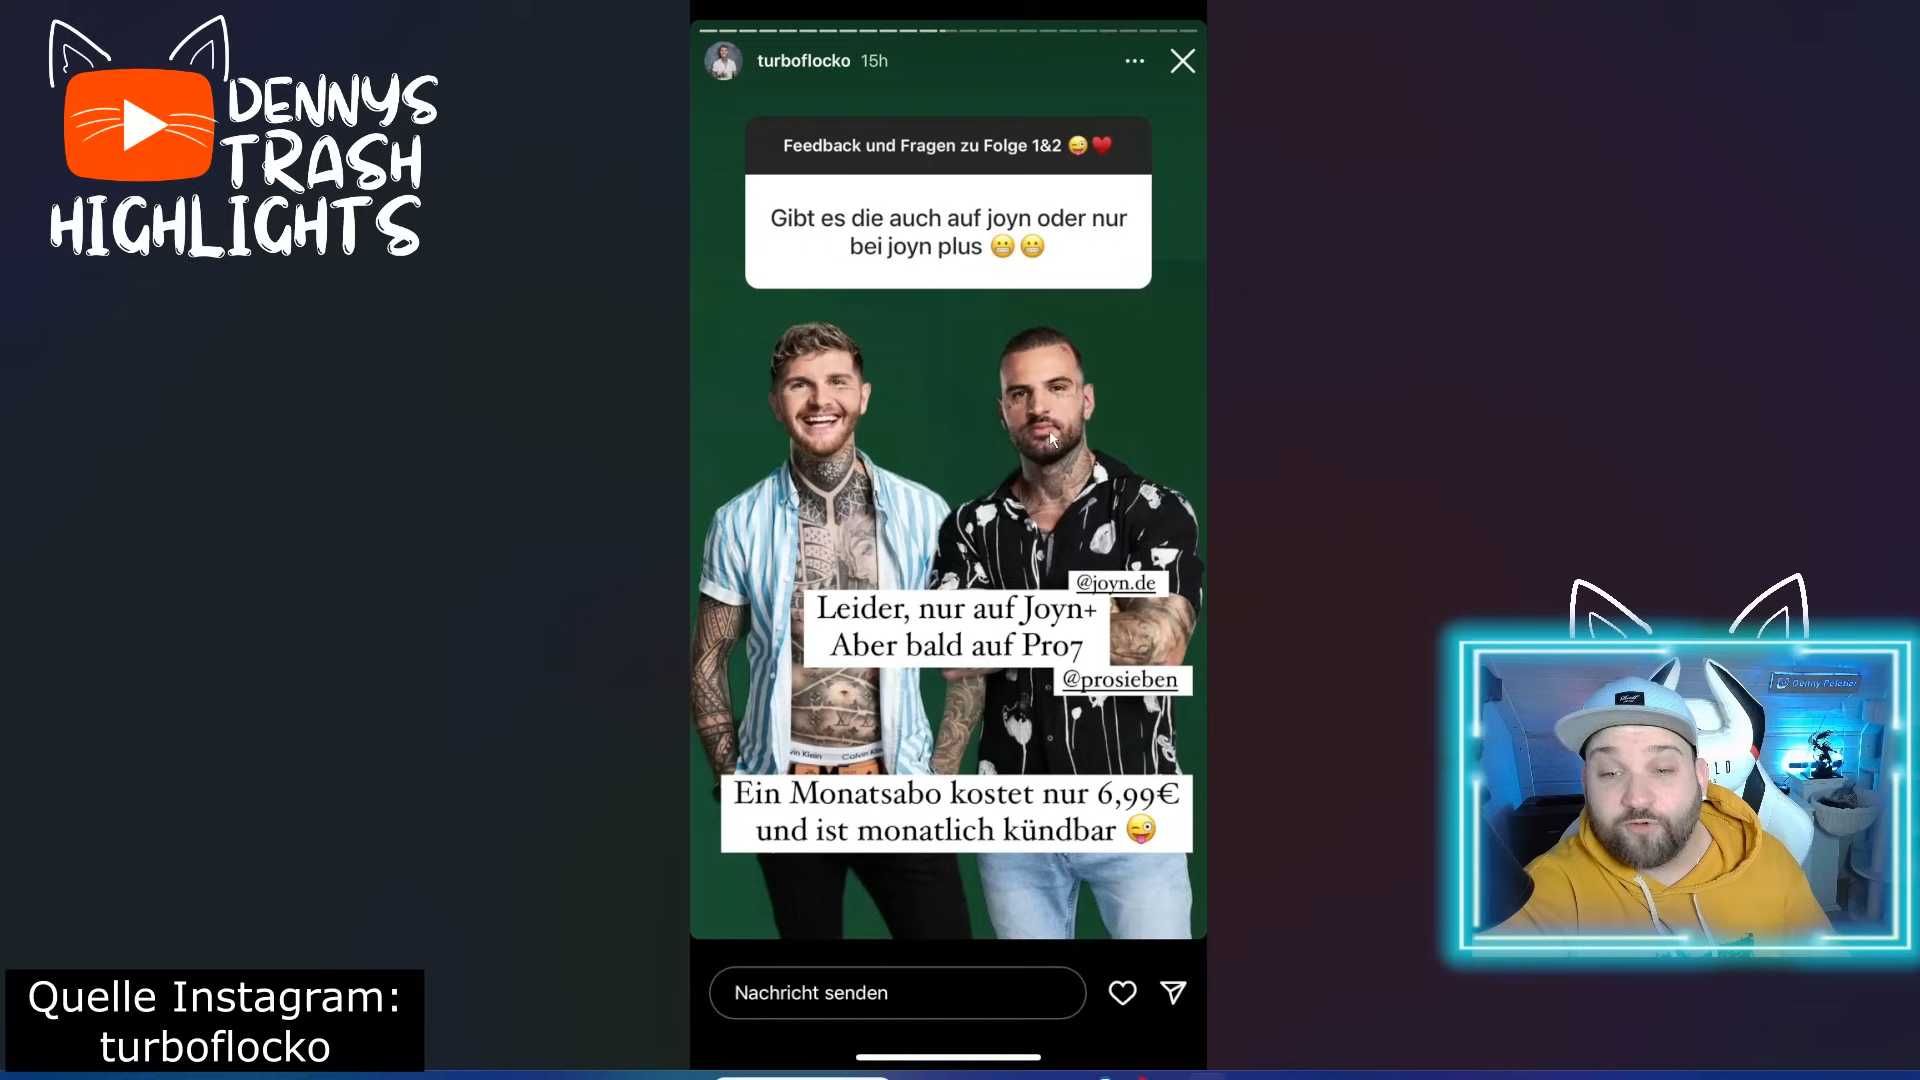 DENNYS
TRASH
HIGHLIGHTS
turboflocko 15h
Feedback und Fragen zu Folge 1&2 😜❤️
Gibt es die auch auf joyn oder nur
bei joyn plus 😬😬
@joyn.de
Leider, nur auf Joyn+
Aber bald auf Pro7
@prosieben
Calvin Klein
Ein Monatsabo kostet nur 6,99€
und ist monatlich kündbar 😜
Nachricht senden
Quelle Instagram:
turboflocko